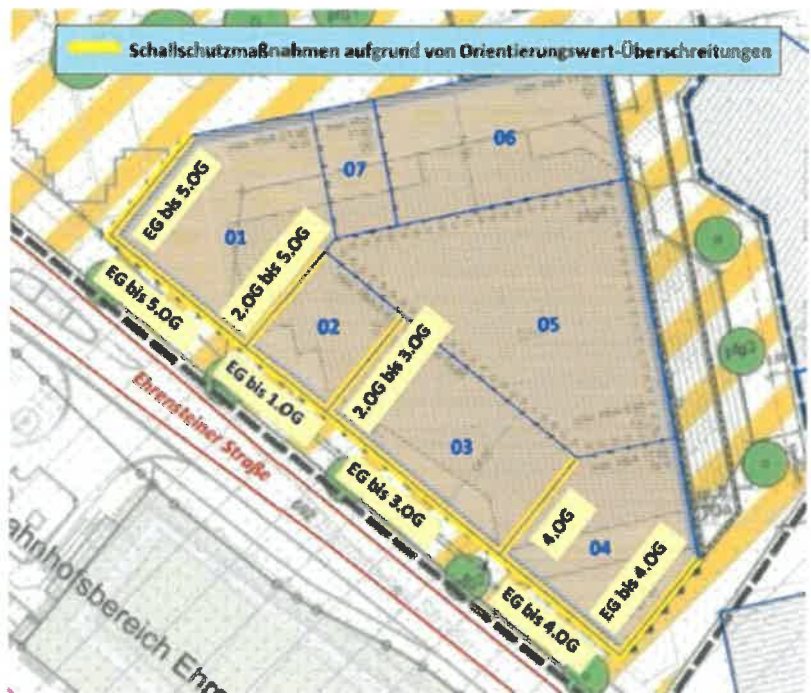 Schallschutzmaßnahmen aufgrund von Orientierungswert-Überschreitungen
06
07
EG bis 5.OG
01
2.OG bis 5.OG
EG bis 5.OG
02
05
2.OG bis 3.OG
EG bis 1.OG
Ehrensteiner Straße
03
EG bis 3.OG
4.OG
04
EG bis 4.OG
EG bis 4.OG